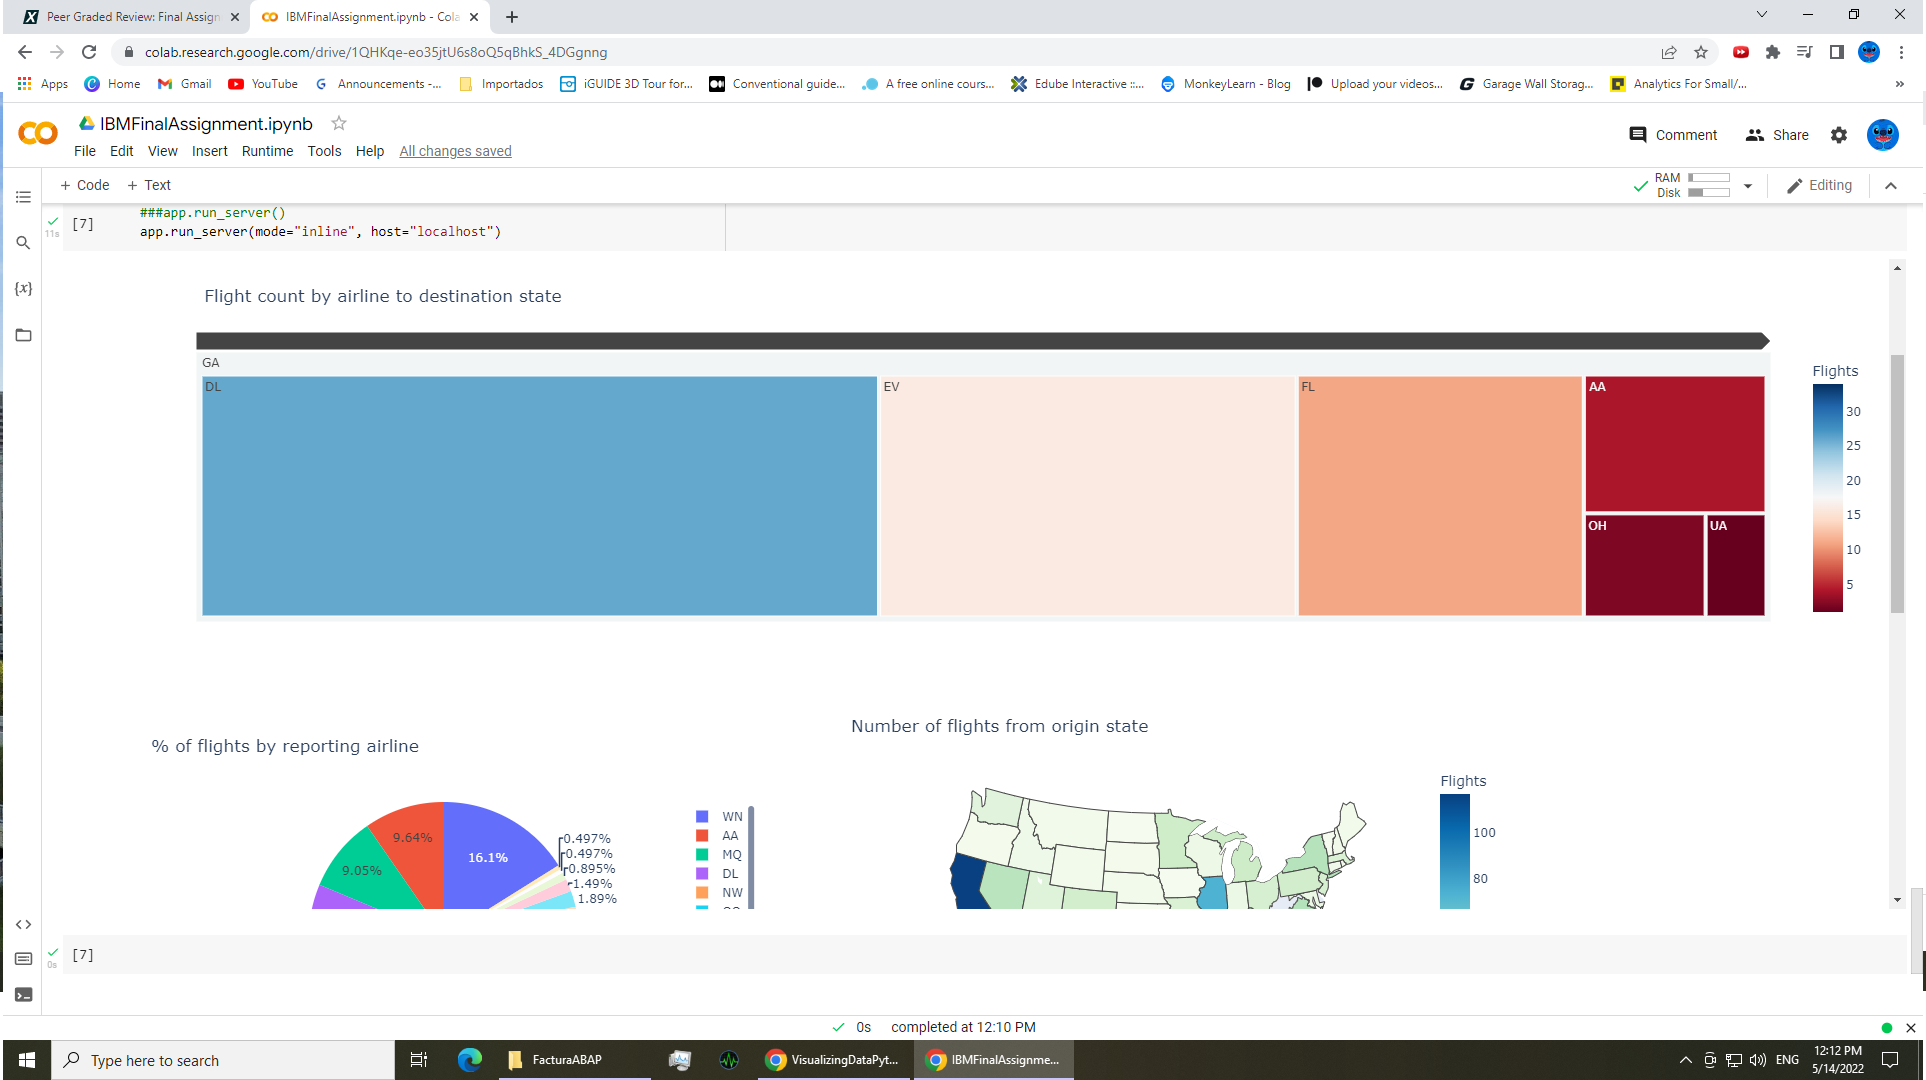 Peer Graded Review: Final Assign
IBMFinalAssignment.ipynb - Cola
colab.research.google.com/drive/1QHKqe-eo35jtU6s8oQ5qBhkS_4DGgnng
Apps Home Gmail YouTube Announcements -... Importados iGUIDE 3D Tour for... Conventional guide... A free online cours... Edube Interactive ::... MonkeyLearn - Blog Upload your videos... Garage Wall Storag... Analytics For Small/... »
IBMFinalAssignment.ipynb
File Edit View Insert Runtime Tools Help All changes saved
Comment Share
+ Code + Text
RAM
Disk
Editing
###app.run_server()
[7]
11s
app.run_server(mode="inline", host="localhost")
{x}
Flight count by airline to destination state
GA
DL
EV
FL
AA
OH
UA
Flights
30
25
20
15
10
5
% of flights by reporting airline
16.1%
9.64%
9.05%
0.497%
0.497%
0.895%
1.49%
1.89%
WN
AA
MQ
DL
NW
Number of flights from origin state
Flights
100
80
[7]
0s
0s completed at 12:10 PM
Type here to search
FacturaABAP
VisualizingDataPyt...
IBMFinalAssignme...
ENG
12:12 PM
5/14/2022